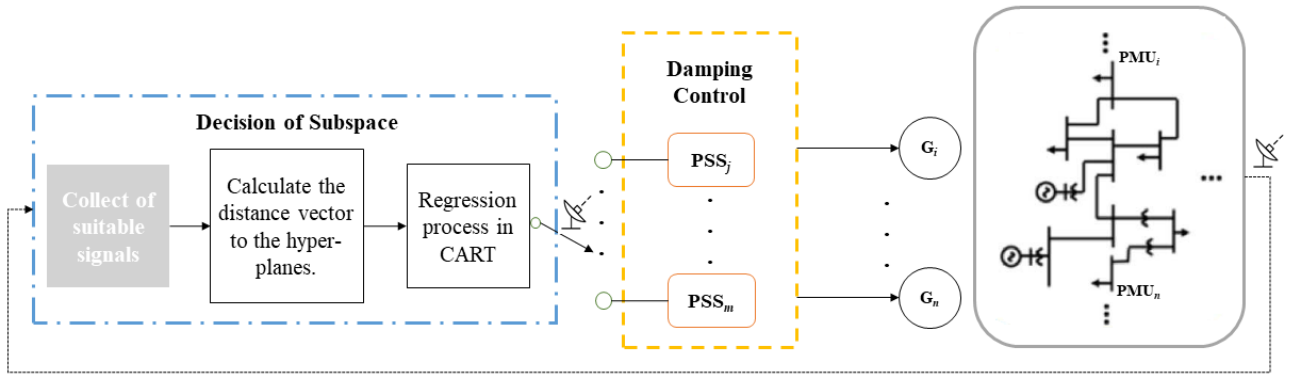 Decision of Subspace
Collect of
suitable
signals
Calculate the
distance vector
to the hyper-
planes.
Regression
process in
CART
Damping
Control
PSSj
PSSm
Gi
Gn
PMUi
PMUn